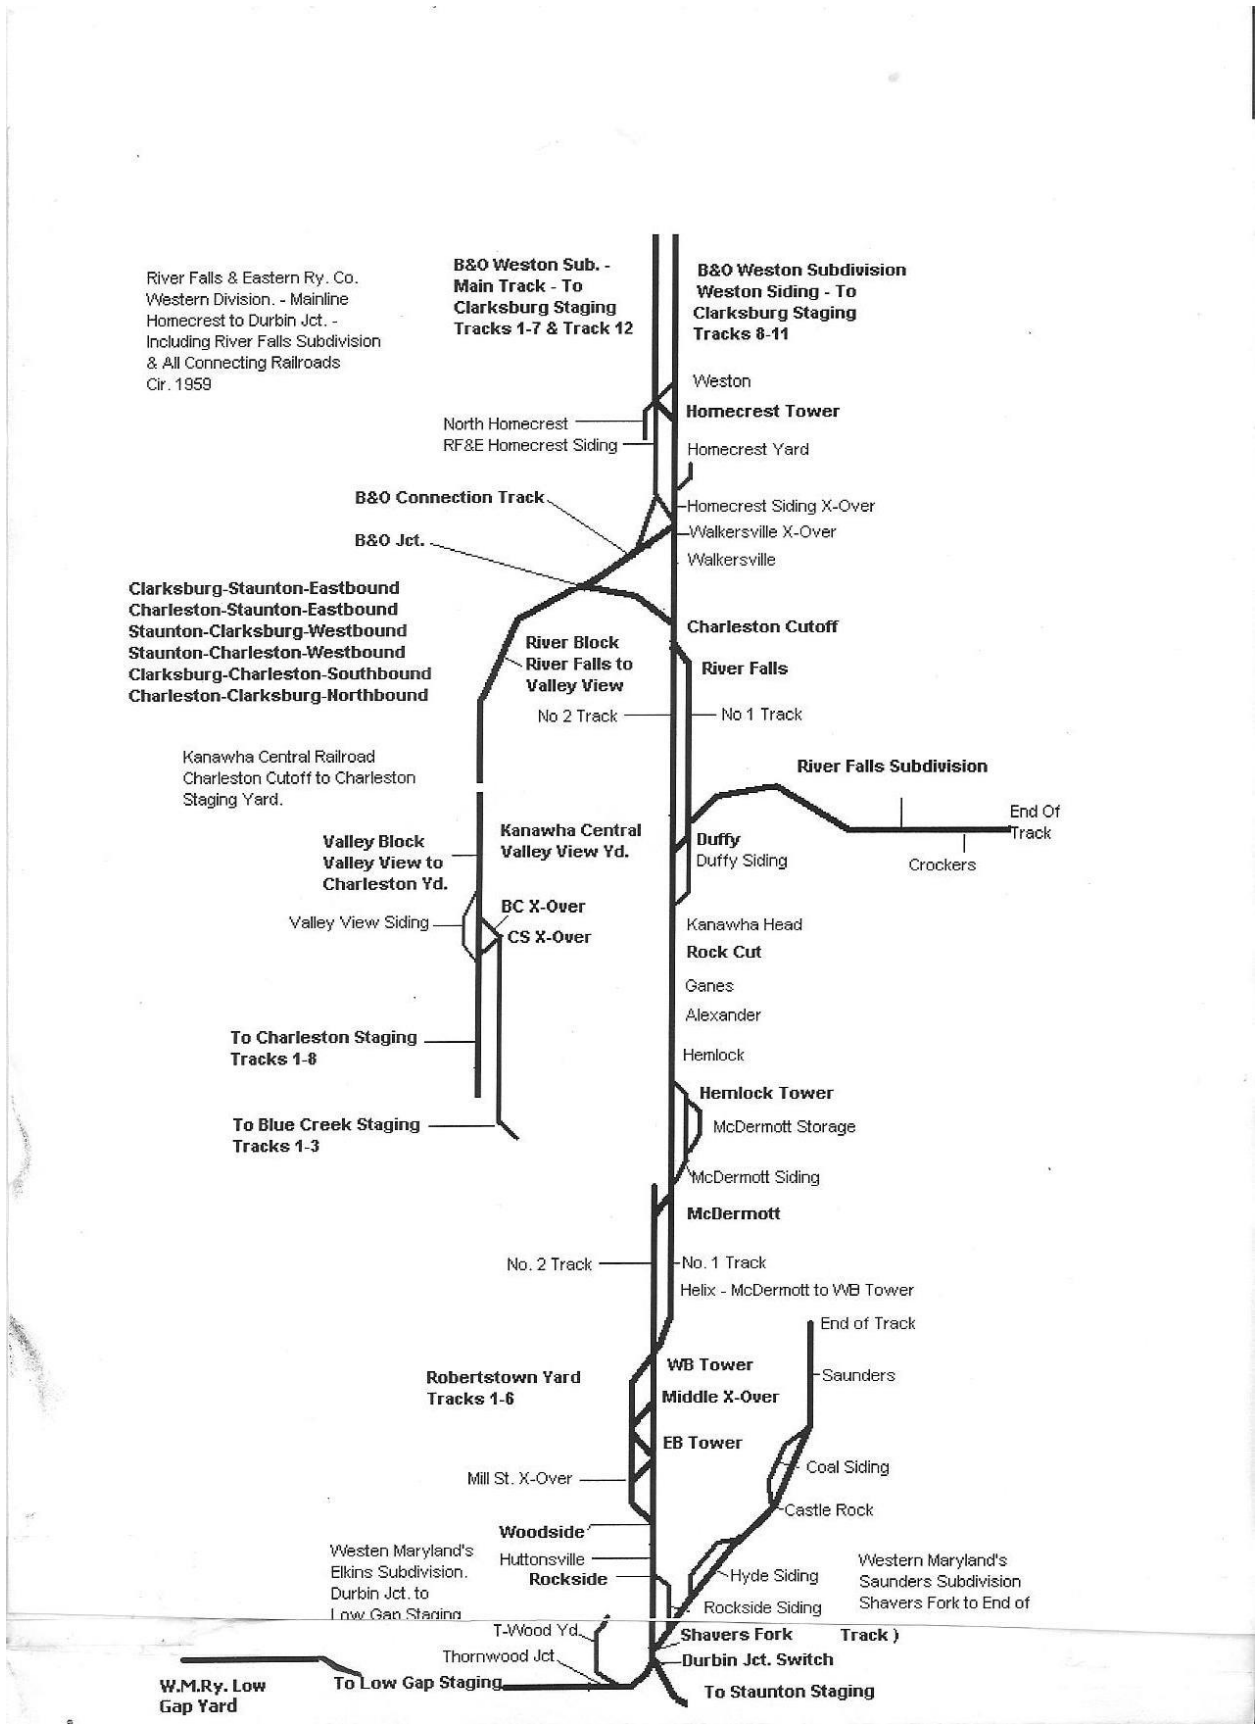 B&O Weston Sub. -
Main Track - To
Clarksburg Staging
Tracks 1-7 & Track 12
B&O Weston Subdivision
Weston Siding - To
Clarksburg Staging
Tracks 8-11
River Falls & Eastern Ry. Co.
Western Division. - Mainline
Homecrest to Durbin Jct. -
Including River Falls Subdivision
& All Connecting Railroads
Cir. 1959
Weston
Homecrest Tower
North Homecrest
RF&E Homecrest Siding
Homecrest Yard
B&O Connection Track
Homecrest Siding X-Over
Walkersville X-Over
B&O Jct.
Walkersville
Clarksburg-Staunton-Eastbound
Charleston-Staunton-Eastbound
Staunton-Clarksburg-Westbound
Staunton-Charleston-Westbound
Clarksburg-Charleston-Southbound
Charleston-Clarksburg-Northbound
Charleston Cutoff
River Block
River Falls to
Valley View
River Falls
No 2 Track
No 1 Track
Kanawha Central Railroad
Charleston Cutoff to Charleston
Staging Yard.
River Falls Subdivision
End Of
Track
Crockers
Valley Block
Valley View to
Charleston Yd.
Kanawha Central
Valley View Yd.
Duffy
Duffy Siding
BC X-Over
Valley View Siding
CS X-Over
Kanawha Head
Rock Cut
Ganes
Alexander
To Charleston Staging
Tracks 1-8
Hemlock
Hemlock Tower
McDermott Storage
To Blue Creek Staging
Tracks 1-3
McDermott Siding
McDermott
No. 2 Track
No. 1 Track
Helix - McDermott to WB Tower
End of Track
WB Tower
Saunders
Robertstown Yard
Tracks 1-6
Middle X-Over
EB Tower
Coal Siding
Mill St. X-Over
Castle Rock
Woodside
Huttonsville
Rockside
Westen Maryland's
Elkins Subdivision.
Durbin Jct. to
Low Gap Staging
Hyde Siding
Western Maryland's
Saunders Subdivision
Shavers Fork to End of
Track )
Rockside Siding
T-Wood Yd.
Shavers Fork
Thornwood Jct.
Durbin Jct. Switch
W.M.Ry. Low
Gap Yard
To Low Gap Staging
To Staunton Staging